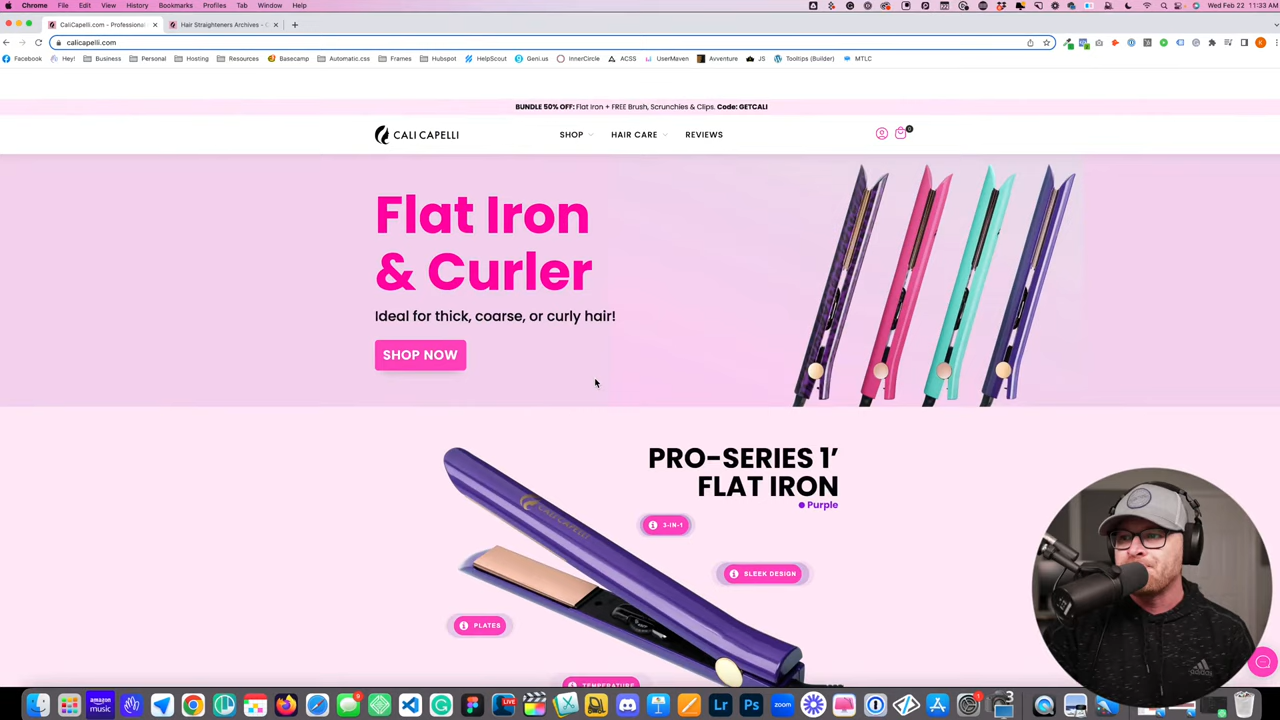 Chrome File Edit View History Bookmarks Profiles Tab Window Help
Wed Feb 22 11:33 AM
CaliCapelli.com - Professional
Hair Straighteners Archives - C
calicapelli.com
Facebook Hey! Business Personal Hosting Resources Basecamp Automatic.css Frames Hubspot HelpScout Geni.us InnerCircle ACSS UserMaven Avventure JS Tooltips (Builder) MTLC
BUNDLE 50% OFF: Flat Iron + FREE Brush, Scrunchies & Clips. Code: GETCALI
CALI CAPELLI
SHOP HAIR CARE REVIEWS
0
Flat Iron
& Curler
Ideal for thick, coarse, or curly hair!
SHOP NOW
PRO-SERIES 1’
FLAT IRON
Purple
3-IN-1
CALI CAPELLI
SLEEK DESIGN
PLATES
TEMPERATURE
zoom